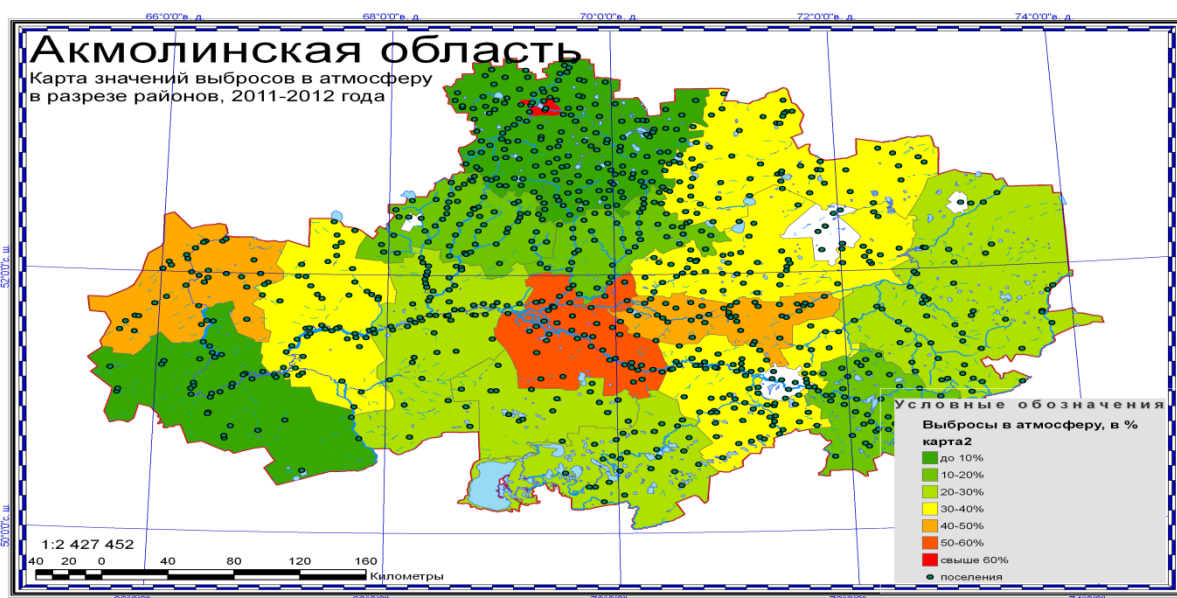 66°0'0"в. д.
68°0'0"в. д.
70°0'0"в. д.
72°0'0"в. д.
74°0'0"в. д.
Акмолинская область
Карта значений выбросов в атмосферу
в разрезе районов, 2011-2012 года
52°0'0"с. ш.
50°0'0"с. ш.
Условные обозначения
Выбросы в атмосферу, в %
карта2
до 10%
10-20%
20-30%
30-40%
40-50%
50-60%
свыше 60%
поселения
1:2 427 452
40 20 0 40 80 120 160
Километры